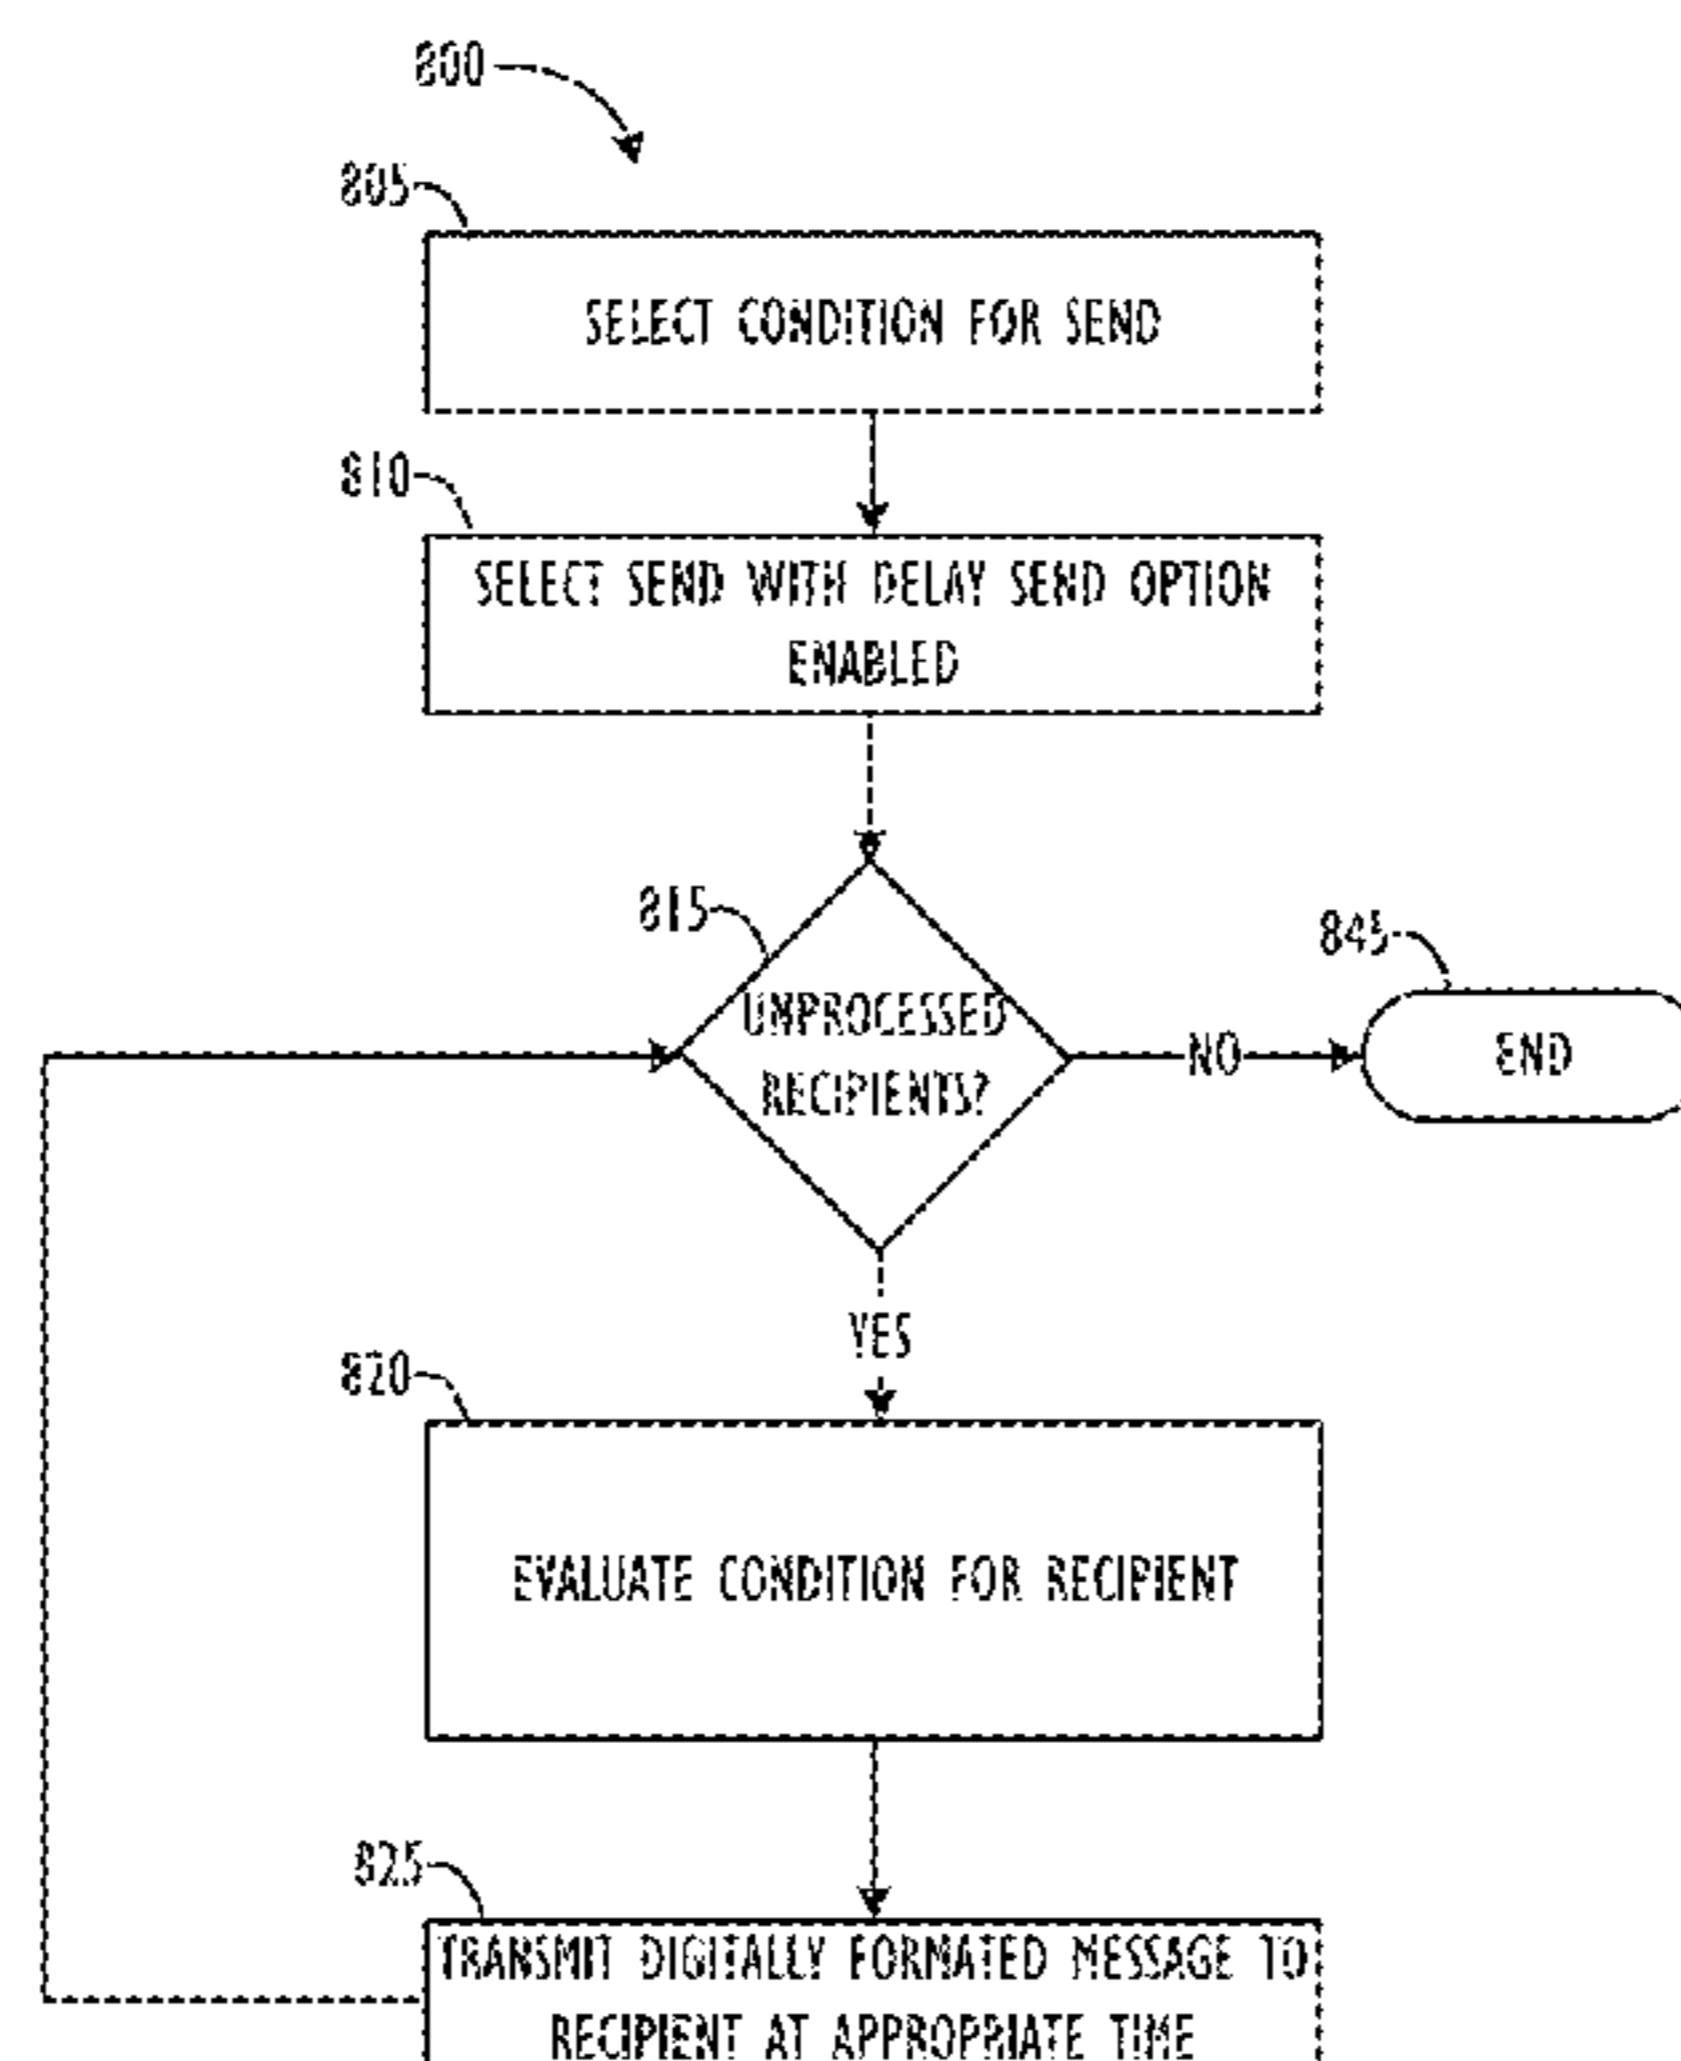 800
805
SELECT CONDITION FOR SEND
810
SELECT SEND WITH DELAY SEND OPTION
ENABLED
815
UNPROCESSED
RECIPIENTS?
NO
845
END
YES
820
EVALUATE CONDITION FOR RECIPIENT
825
TRANSMIT DIGITALLY FORMATED MESSAGE TO
RECIPIENT AT APPROPRIATE TIME